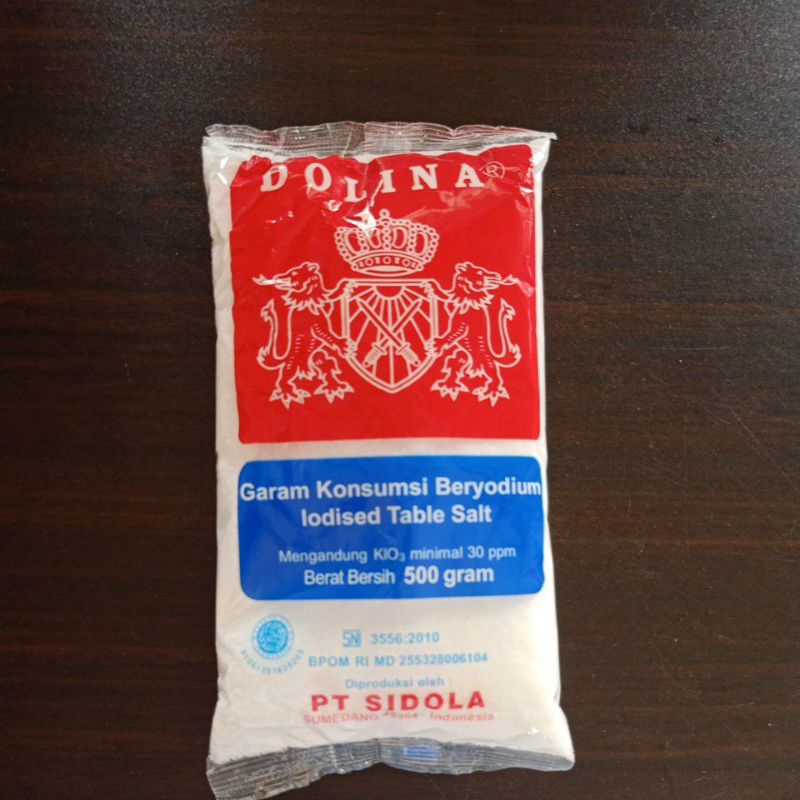 DOLINA®
Garam Konsumsi Beryodium
Iodised Table Salt
Mengandung KIO₃ minimal 30 ppm
Berat Bersih 500 gram
SNI 3556:2010
BPOM RI MD 255328006104
Diproduksi oleh :
PT SIDOLA
SUMEDANG - Indonesia